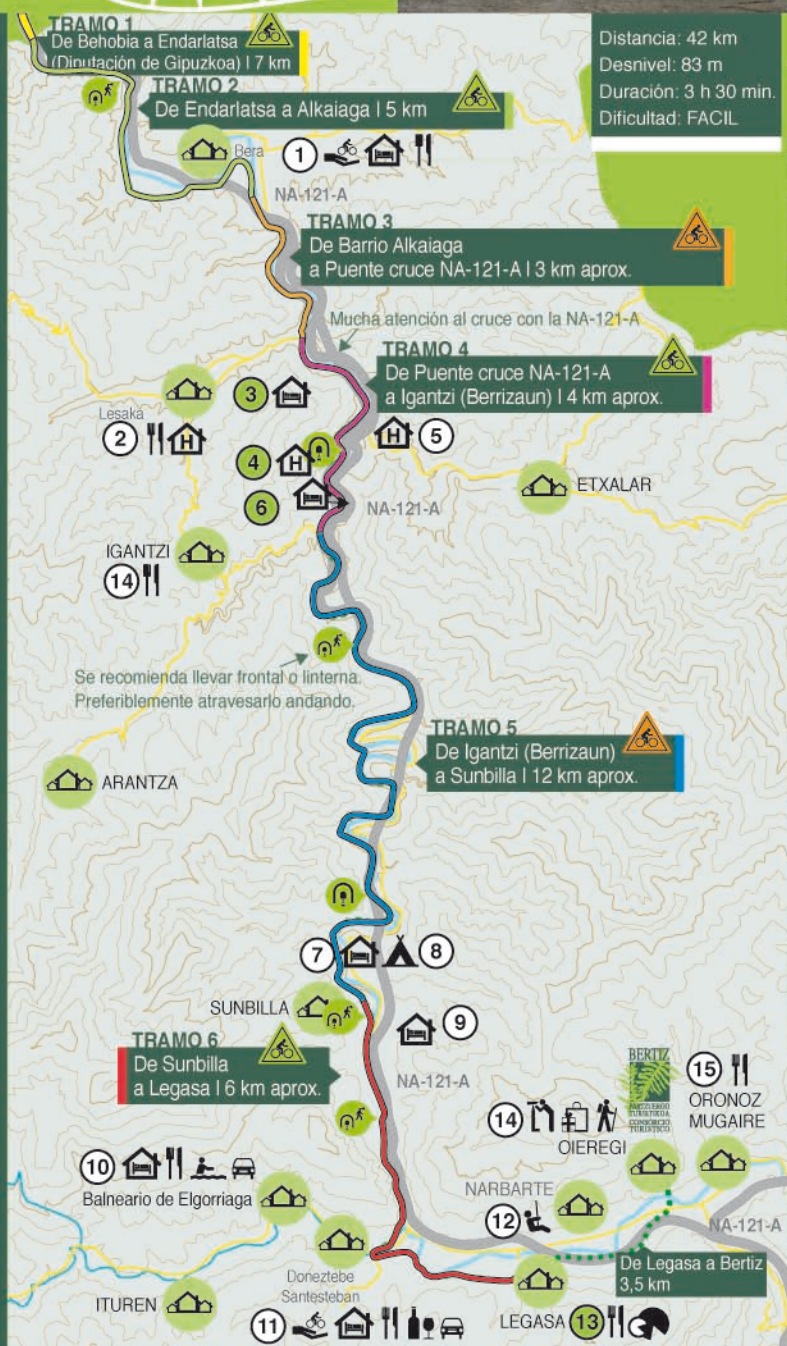 TRAMO 1
De Behobia a Endarlatsa
(Diputación de Gipuzkoa) | 7 km
Distancia: 42 km
Desnivel: 83 m
Duración: 3 h 30 min.
Dificultad: FACIL
TRAMO 2
De Endarlatsa a Alkaiaga | 5 km
Bera
1
NA-121-A
TRAMO 3
De Barrio Alkaiaga
a Puente cruce NA-121-A | 3 km aprox.
Mucha atención al cruce con la NA-121-A
TRAMO 4
De Puente cruce NA-121-A
a Igantzi (Berrizaun) | 4 km aprox.
3
Lesaka
2 H
H 5
4 H
6
NA-121-A
ETXALAR
IGANTZI
14
Se recomienda llevar frontal o linterna.
Preferiblemente atravesarlo andando.
TRAMO 5
De Igantzi (Berrizaun)
a Sunbilla | 12 km aprox.
ARANTZA
7
8
SUNBILLA
9
TRAMO 6
De Sunbilla
a Legasa | 6 km aprox.
NA-121-A
BERTIZ
PARTZUERGO
TURISTIKOA
CONSORCIO
TURÍSTICO
15
ORONOZ
MUGAIRE
14
OIEREGI
10
Balneario de Elgorriaga
NARBARTE
12
NA-121-A
De Legasa a Bertiz
3,5 km
Doneztebe
Santesteban
ITUREN
11
LEGASA 13